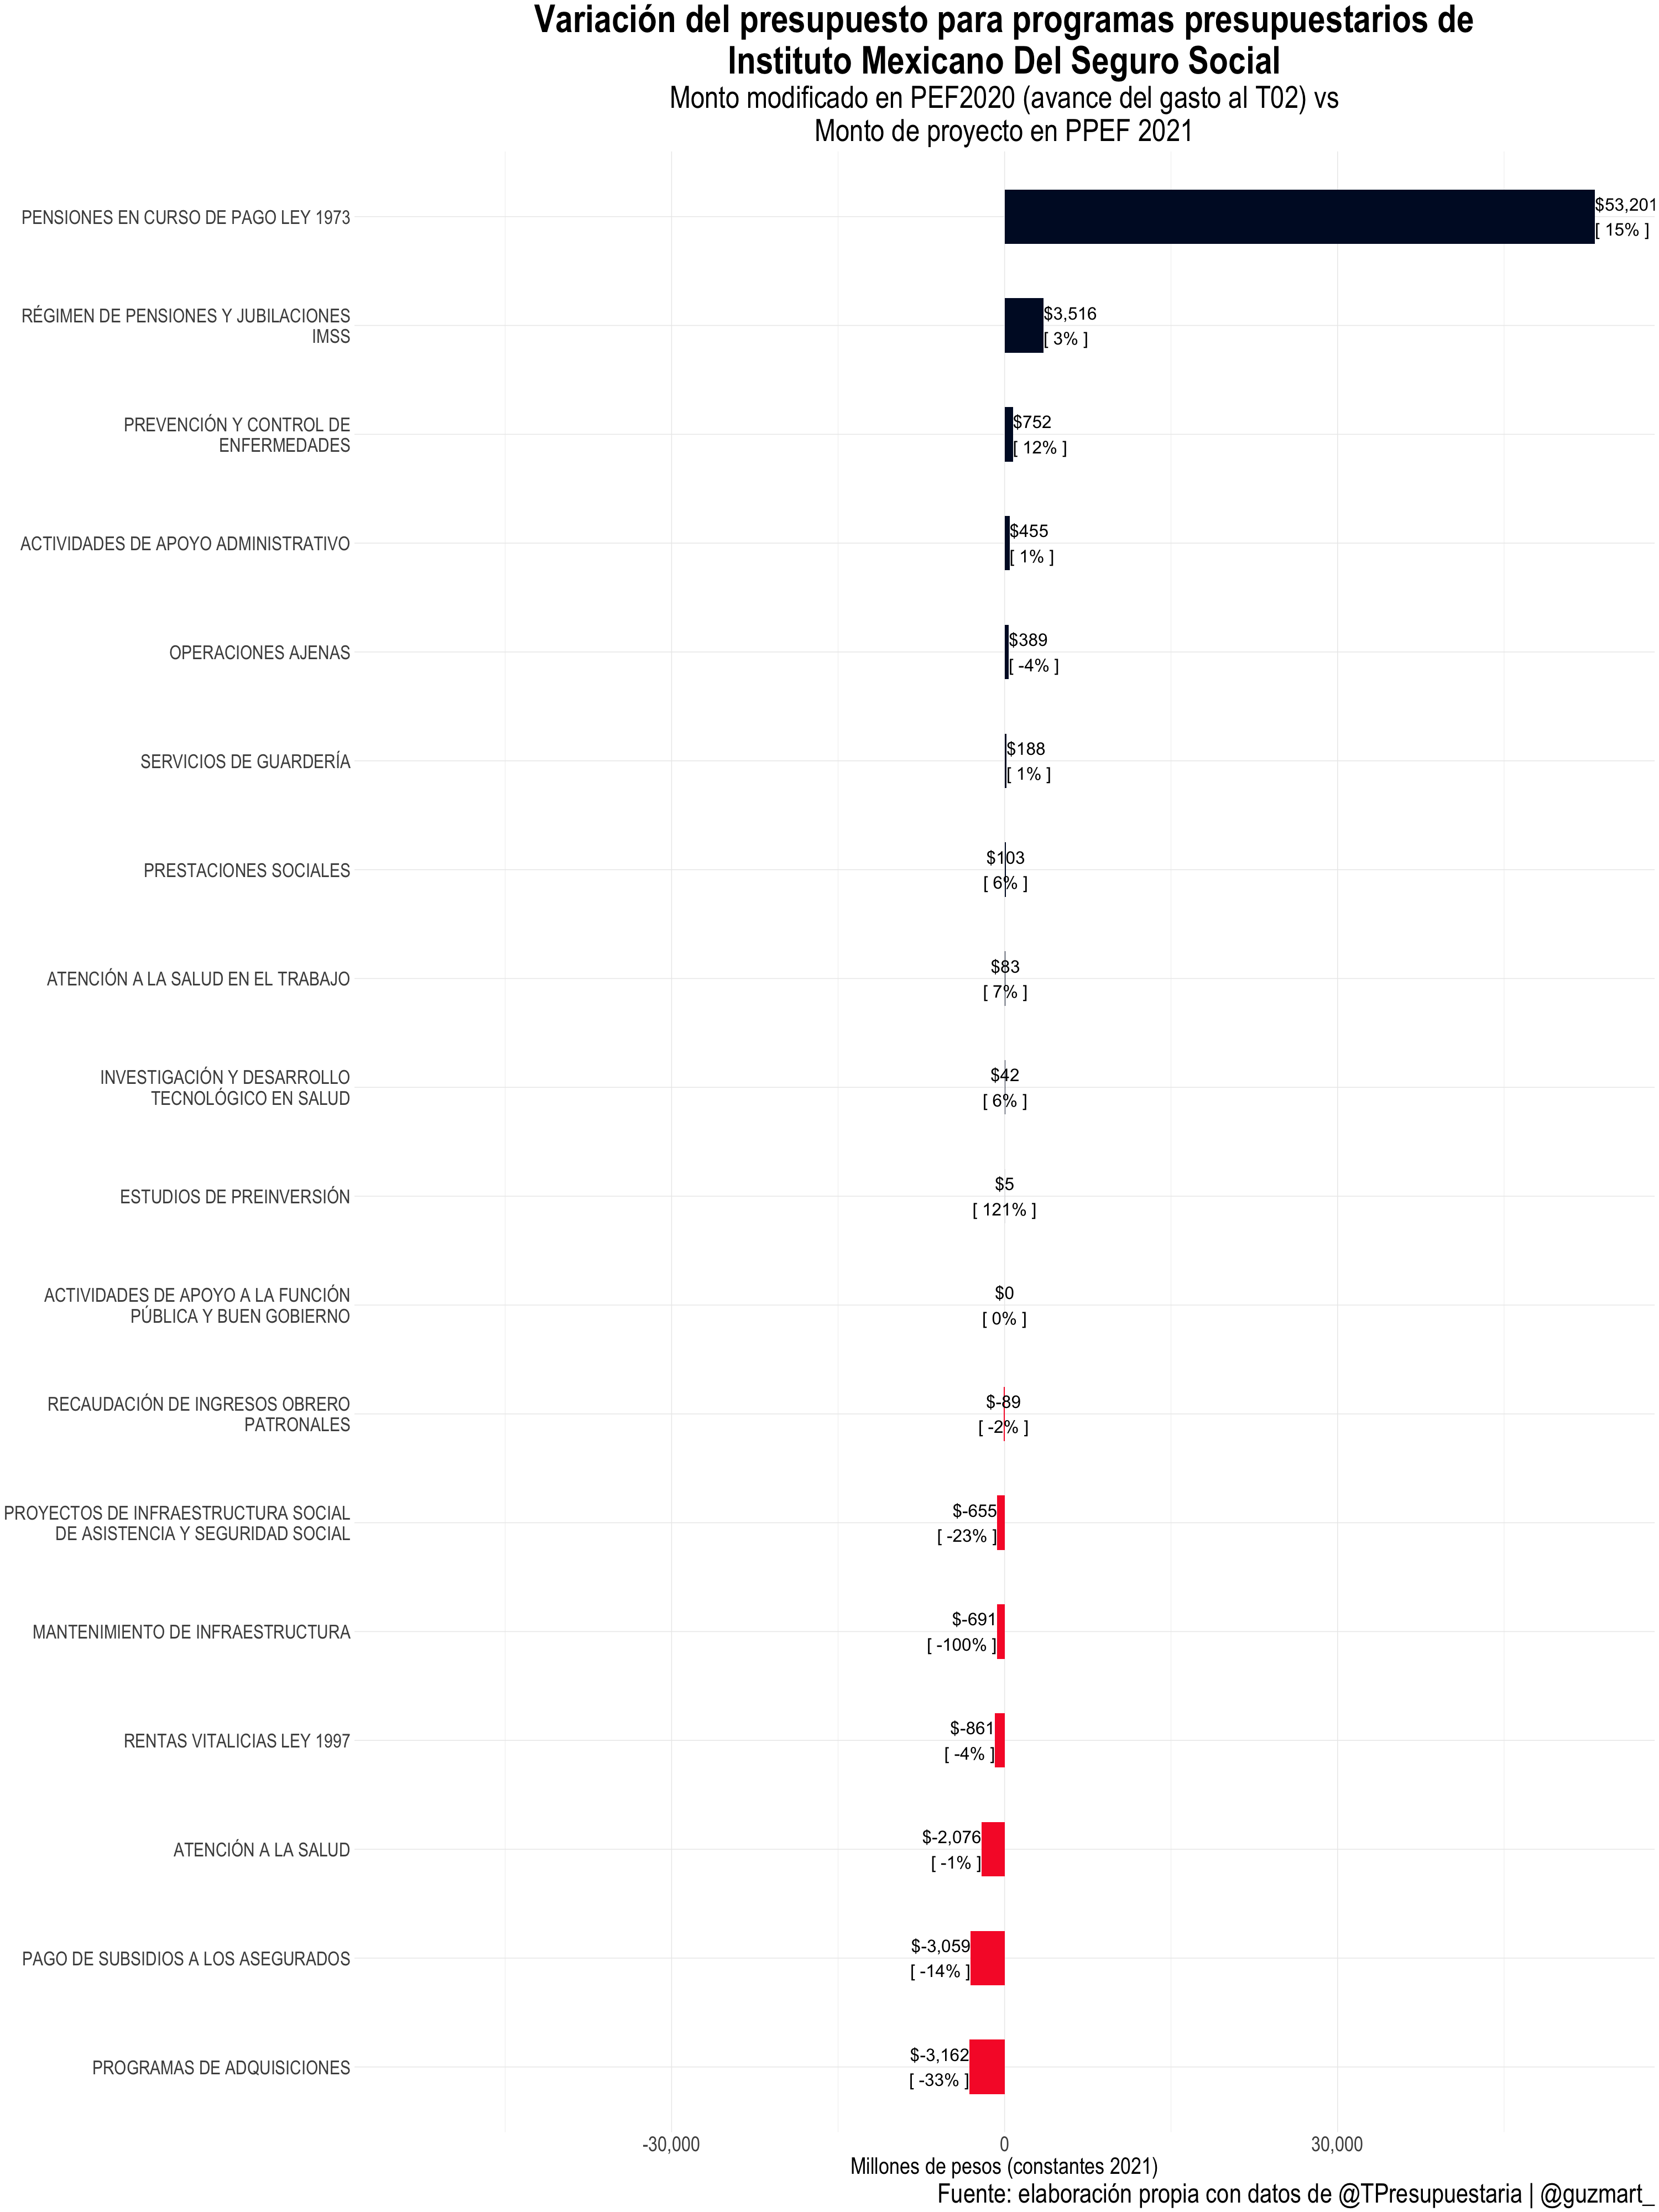 Variación del presupuesto para programas presupuestarios de
Instituto Mexicano Del Seguro Social
Monto modificado en PEF2020 (avance del gasto al T02) vs
Monto de proyecto en PPEF 2021
PENSIONES EN CURSO DE PAGO LEY 1973
$53,201
[ 15% ]
RÉGIMEN DE PENSIONES Y JUBILACIONES
IMSS
$3,516
[ 3% ]
PREVENCIÓN Y CONTROL DE
ENFERMEDADES
$752
[ 12% ]
ACTIVIDADES DE APOYO ADMINISTRATIVO
$455
[ 1% ]
OPERACIONES AJENAS
$389
[ -4% ]
SERVICIOS DE GUARDERÍA
$188
[ 1% ]
PRESTACIONES SOCIALES
$103
[ 6% ]
ATENCIÓN A LA SALUD EN EL TRABAJO
$83
[ 7% ]
INVESTIGACIÓN Y DESARROLLO
TECNOLÓGICO EN SALUD
$42
[ 6% ]
ESTUDIOS DE PREINVERSIÓN
$5
[ 121% ]
ACTIVIDADES DE APOYO A LA FUNCIÓN
PÚBLICA Y BUEN GOBIERNO
$0
[ 0% ]
RECAUDACIÓN DE INGRESOS OBRERO
PATRONALES
$-89
[ -2% ]
PROYECTOS DE INFRAESTRUCTURA SOCIAL
DE ASISTENCIA Y SEGURIDAD SOCIAL
$-655
[ -23% ]
MANTENIMIENTO DE INFRAESTRUCTURA
$-691
[ -100% ]
RENTAS VITALICIAS LEY 1997
$-861
[ -4% ]
ATENCIÓN A LA SALUD
$-2,076
[ -1% ]
PAGO DE SUBSIDIOS A LOS ASEGURADOS
$-3,059
[ -14% ]
PROGRAMAS DE ADQUISICIONES
$-3,162
[ -33% ]
-30,000 0 30,000
Millones de pesos (constantes 2021)
Fuente: elaboración propia con datos de @TPresupuestaria | @guzmart_